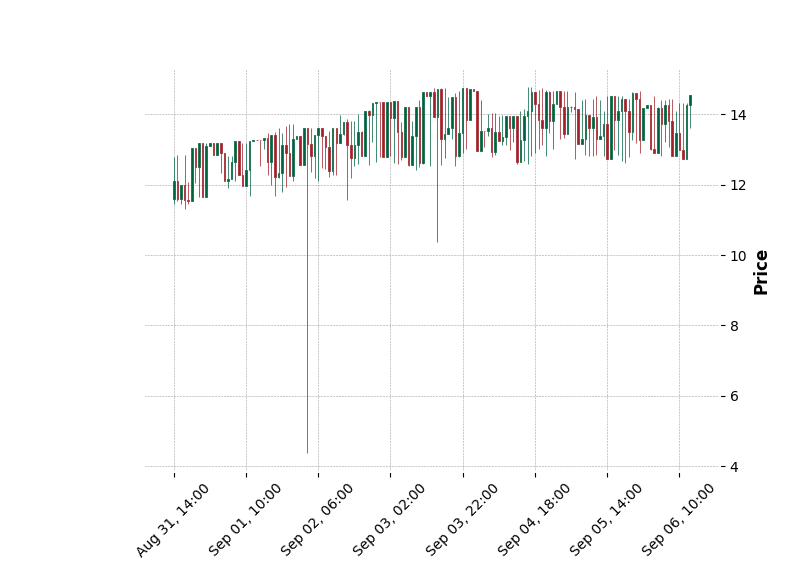 14
12
10
8
6
4
Price
Aug 31, 14:00
Sep 01, 10:00
Sep 02, 06:00
Sep 03, 02:00
Sep 03, 22:00
Sep 04, 18:00
Sep 05, 14:00
Sep 06, 10:00